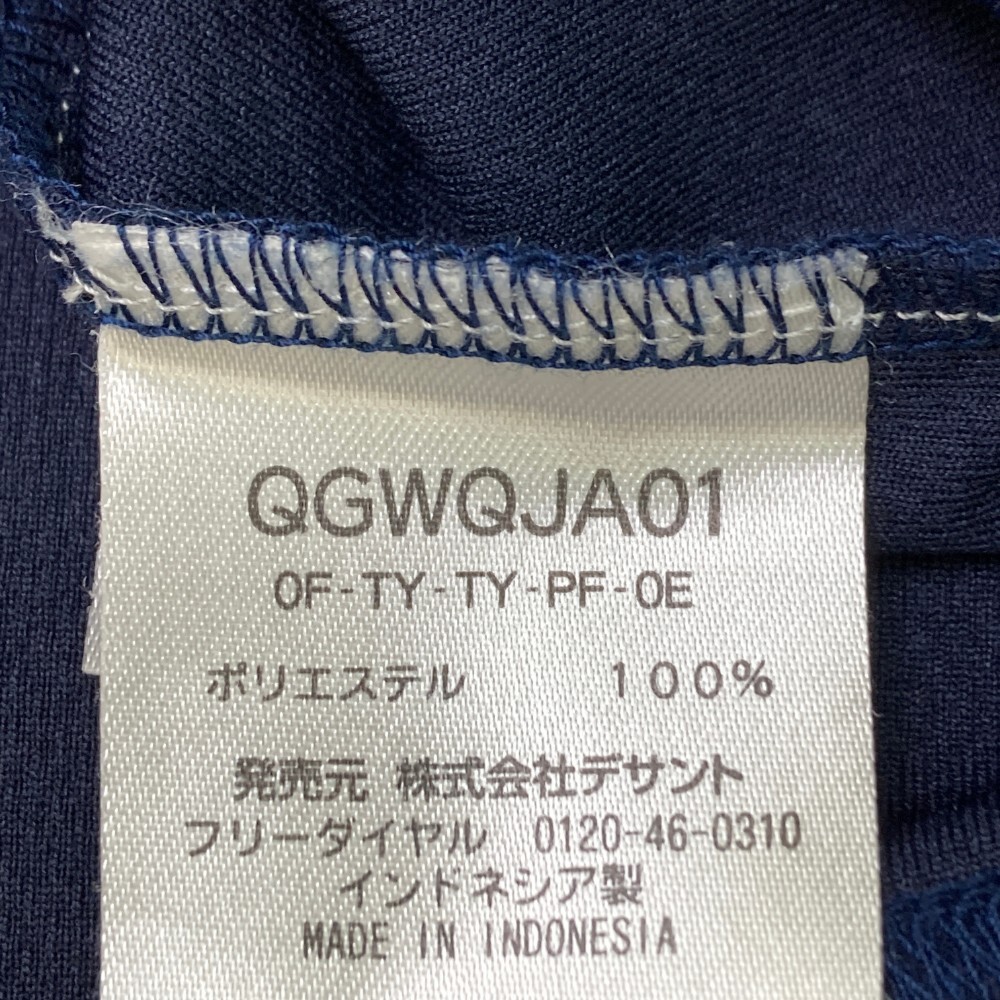 QGWQJA01
0F-TY-TY-PF-0E
ポリエステル 100%
発売元 株式会社デサント
フリーダイヤル 0120-46-0310
インドネシア製
MADE IN INDONESIA